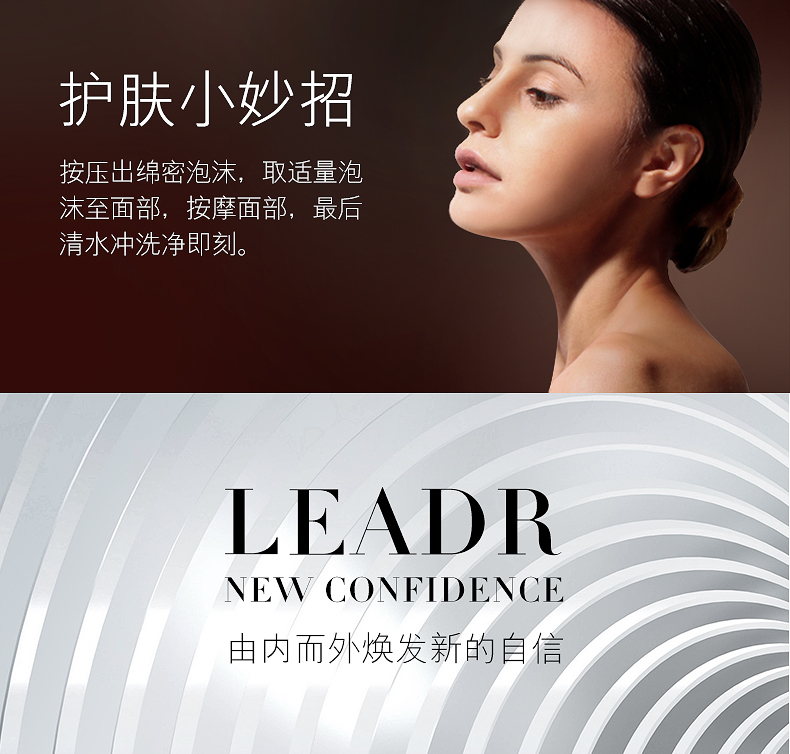 护肤小妙招
按压出绵密泡沫，取适量泡
沫至面部，按摩面部，最后
清水冲洗净即刻。
LEADR
NEW CONFIDENCE
由内而外焕发新的自信